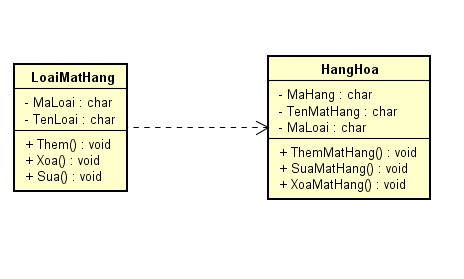 LoaiMatHang
- MaLoai : char
- TenLoai : char
+ Them() : void
+ Xoa() : void
+ Sua() : void
HangHoa
- MaHang : char
- TenMatHang : char
- MaLoai : char
+ ThemMatHang() : void
+ SuaMatHang() : void
+ XoaMatHang() : void